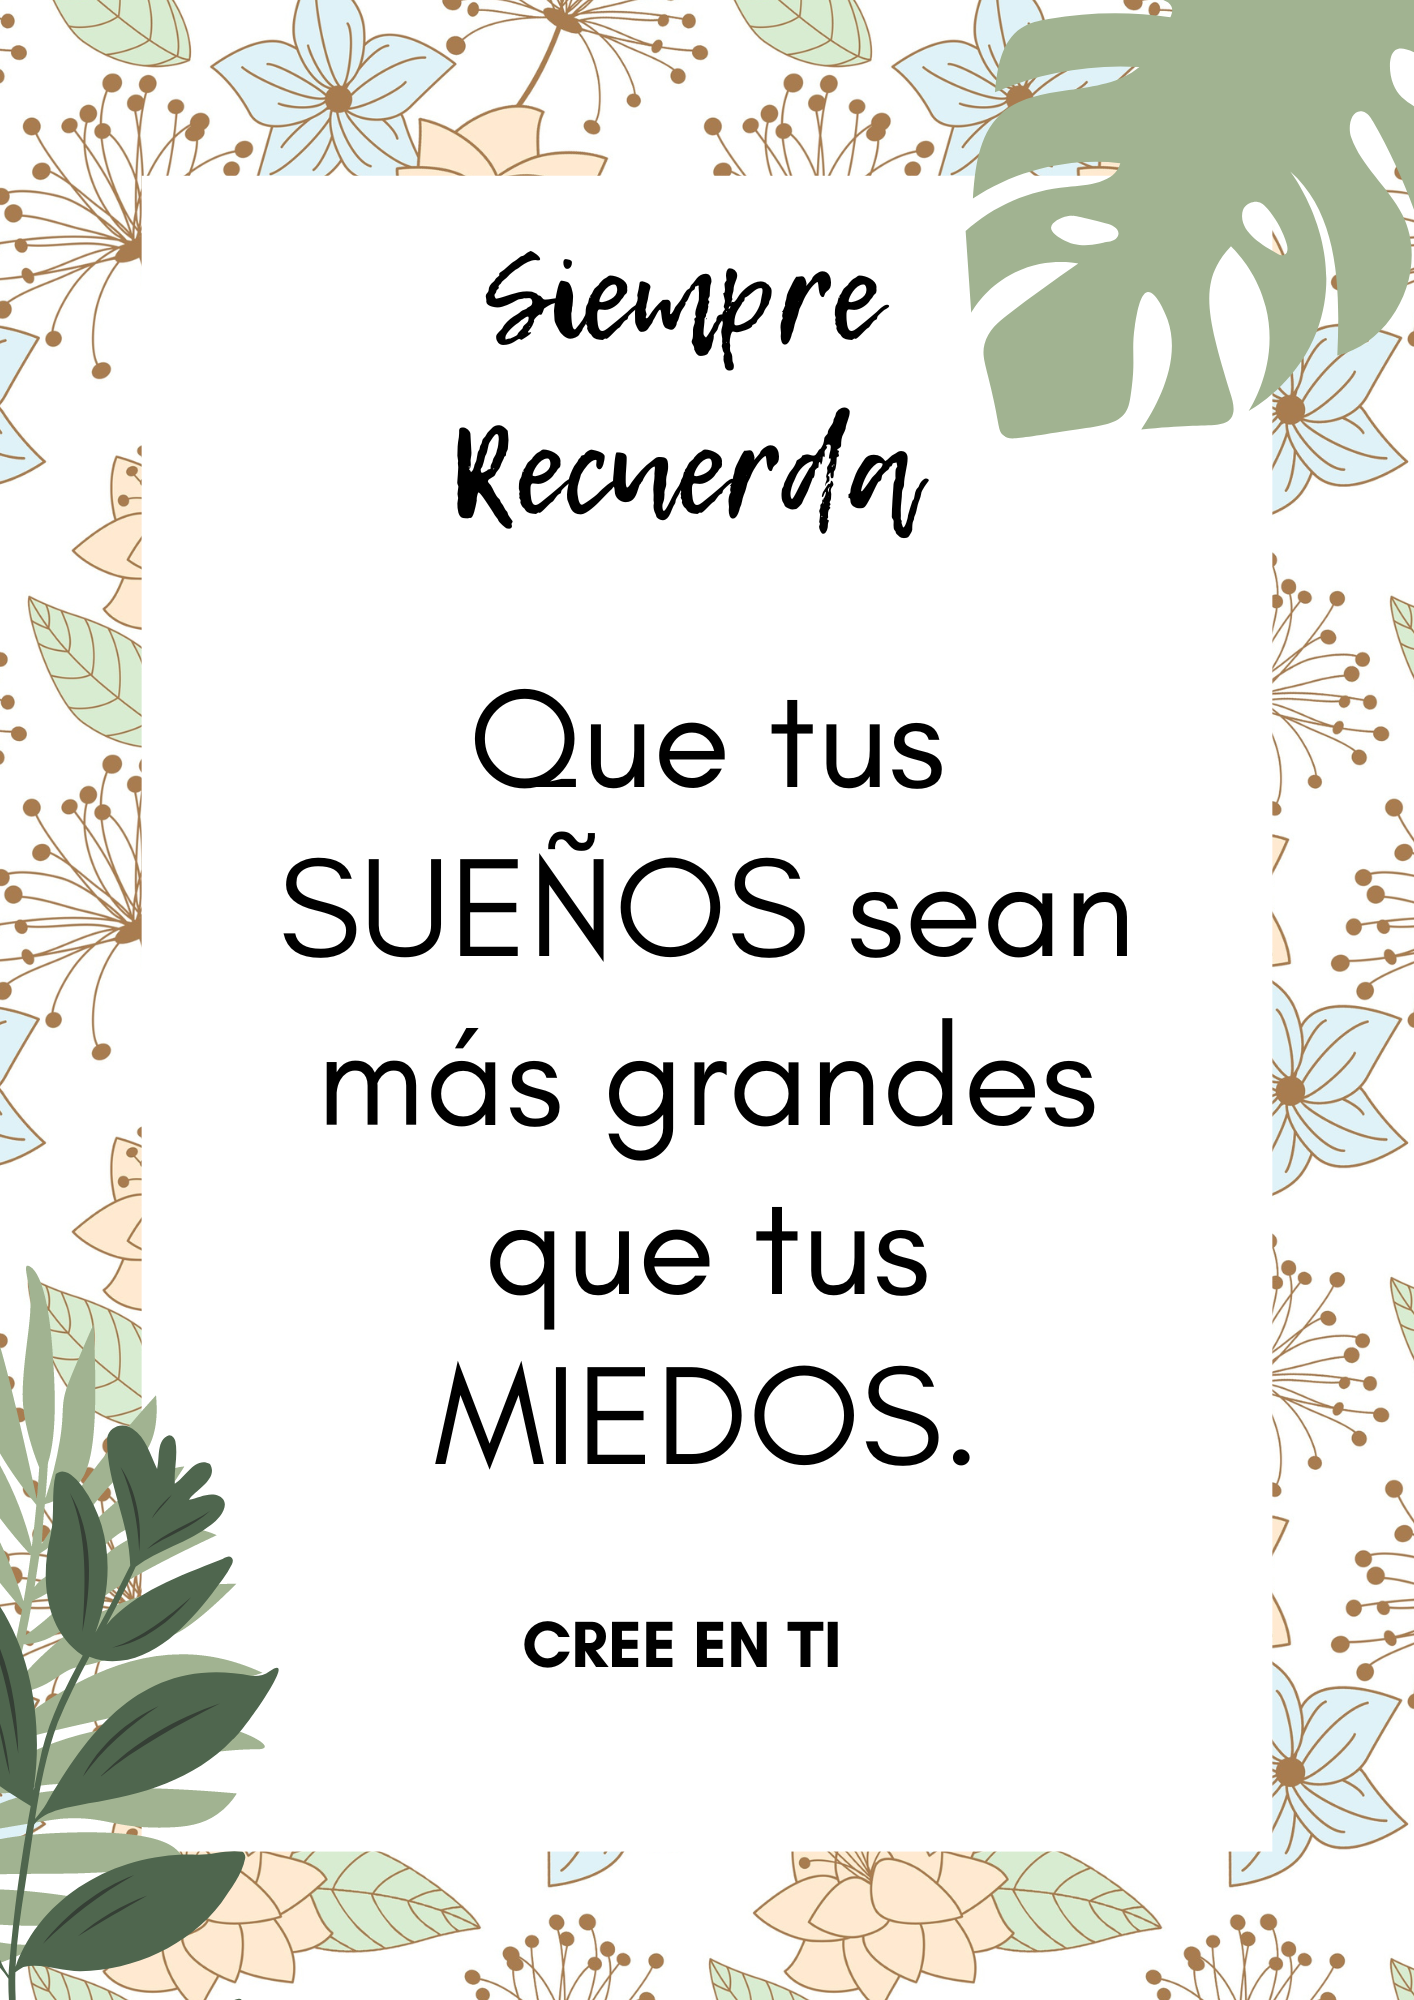 Siempre
Recuerda
Que tus
SUEÑOS sean
más grandes
que tus
MIEDOS.
CREE EN TI